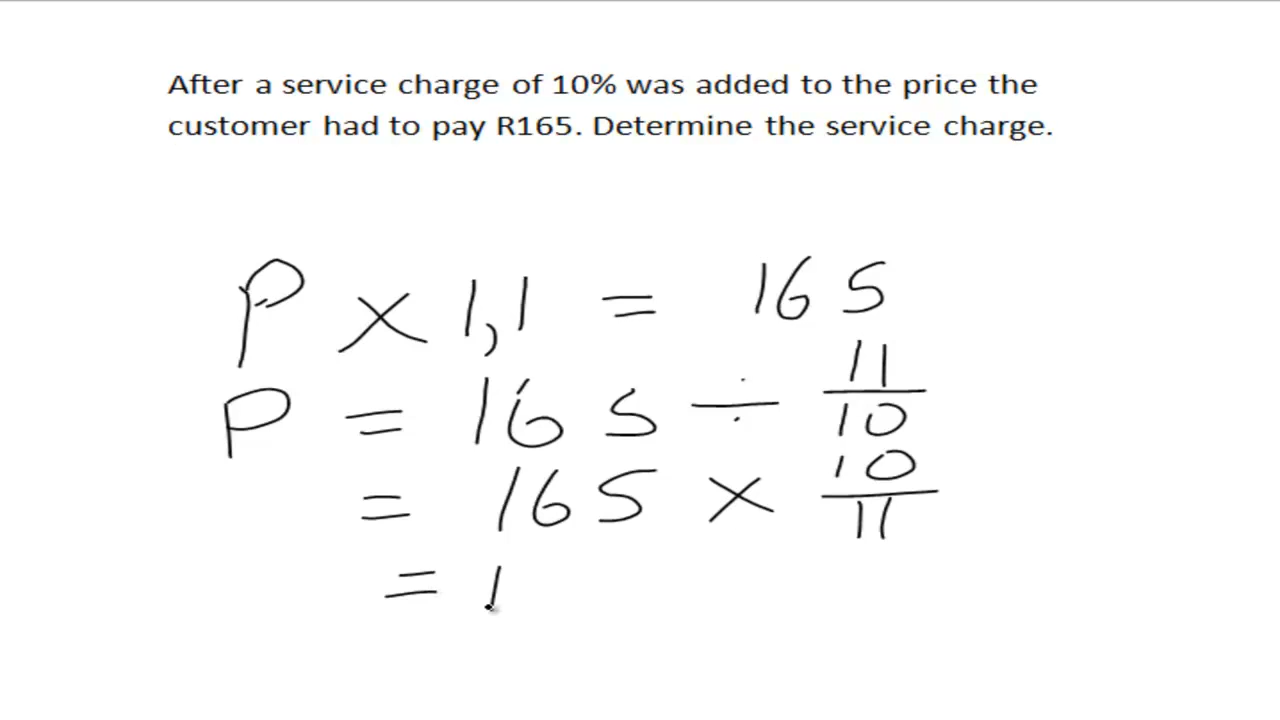 After a service charge of 10% was added to the price the
customer had to pay R165. Determine the service charge.
P × 1,1 = 165
P = 165 ÷ 11/10
= 165 × 10/11
= 1